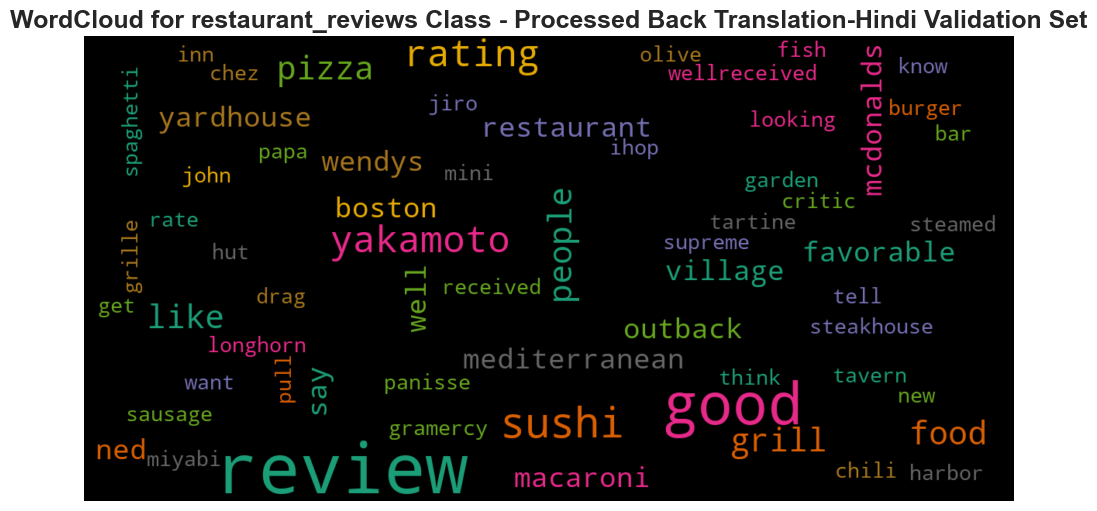 WordCloud for restaurant_reviews Class - Processed Back Translation-Hindi Validation Set
inn
rating
olive
fish
chez
pizza
wellreceived
mcdonalds
know
spaghetti
jiro
burger
yardhouse
restaurant
looking
bar
papa
wendys
ihop
john
mini
garden
critic
rate
boston
people
tartine
steamed
grille
hut
yakamoto
supreme
favorable
village
get
drag
well
received
tell
like
outback
steakhouse
longhorn
mediterranean
want
pull
say
panisse
think
tavern
sausage
good
new
gramercy
sushi
grill
food
ned
miyabi
review
macaroni
chili
harbor